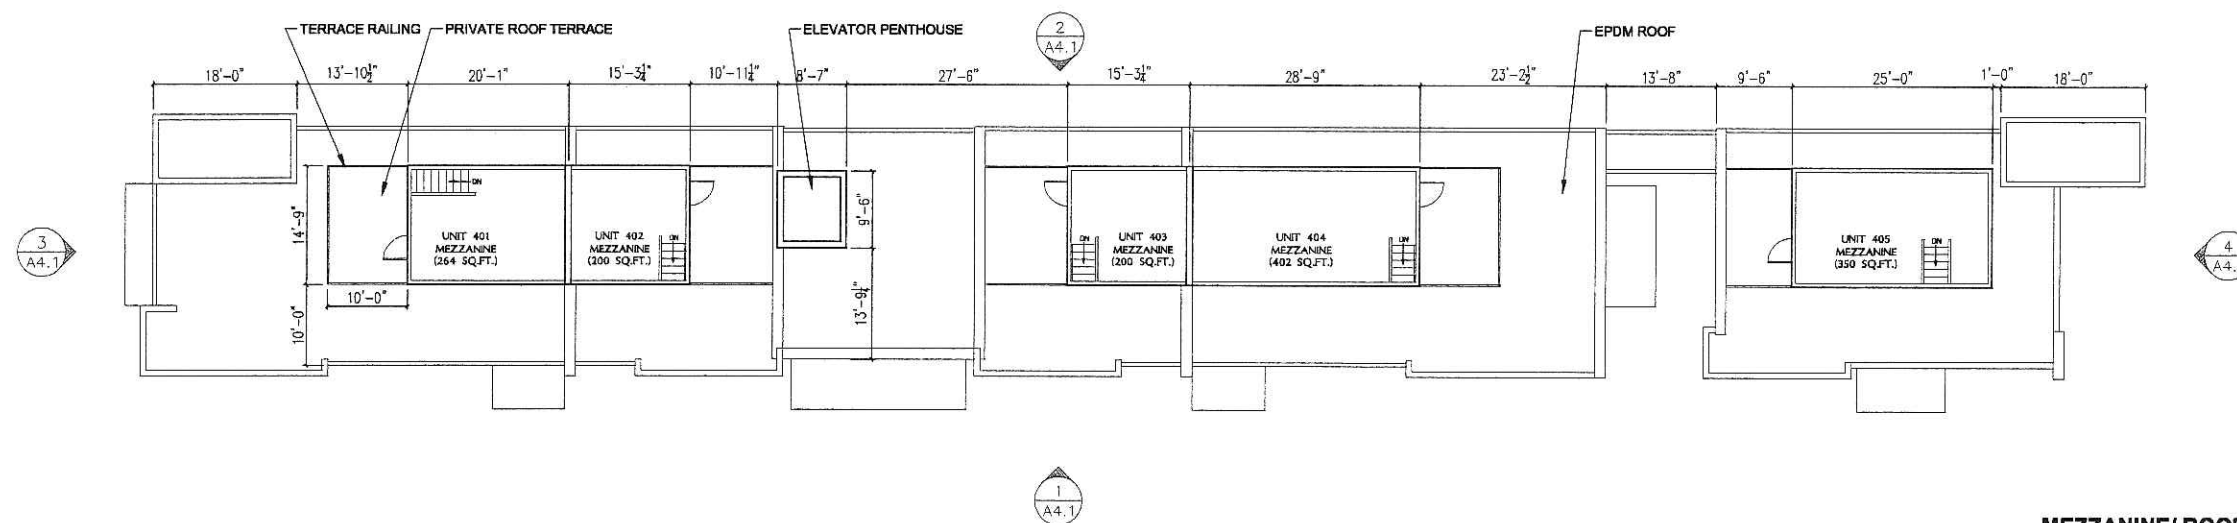 TERRACE RAILING
PRIVATE ROOF TERRACE
ELEVATOR PENTHOUSE
2
A4.1
EPDM ROOF
18'-0"
13'-10½"
20'-1"
15'-3¼"
10'-11¼"
8'-7"
27'-6"
15'-3¼"
28'-9"
23'-2½"
13'-8"
9'-6"
25'-0"
1'-0"
18'-0"
3
A4.1
14'-9"
10'-0"
10'-0"
DN
UNIT 401
MEZZANINE
(264 SQ.FT.)
UNIT 402
MEZZANINE
(200 SQ.FT.)
DN
9'-6"
13'-9¼"
DN
UNIT 403
MEZZANINE
(200 SQ.FT.)
UNIT 404
MEZZANINE
(402 SQ.FT.)
DN
UNIT 405
MEZZANINE
(350 SQ.FT.)
DN
4
A4.
1
A4.1